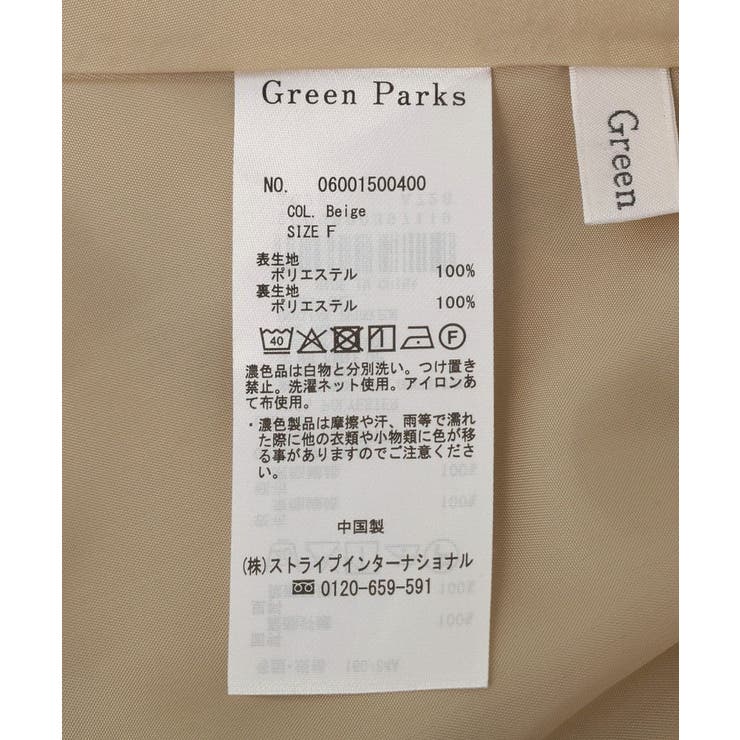 Green Parks
NO. 06001500400
COL. Beige
SIZE F
表生地
ポリエステル 100%
裏生地
ポリエステル 100%
40 F
濃色品は白物と分別洗い。つけ置き
禁止。洗濯ネット使用。アイロンあ
て布使用。
・濃色製品は摩擦や汗、雨等で濡れ
た際に他の衣類や小物類に色が移
る事がありますのでご注意くださ
い。
中国製
(株)ストライプインターナショナル
0120-659-591
Green